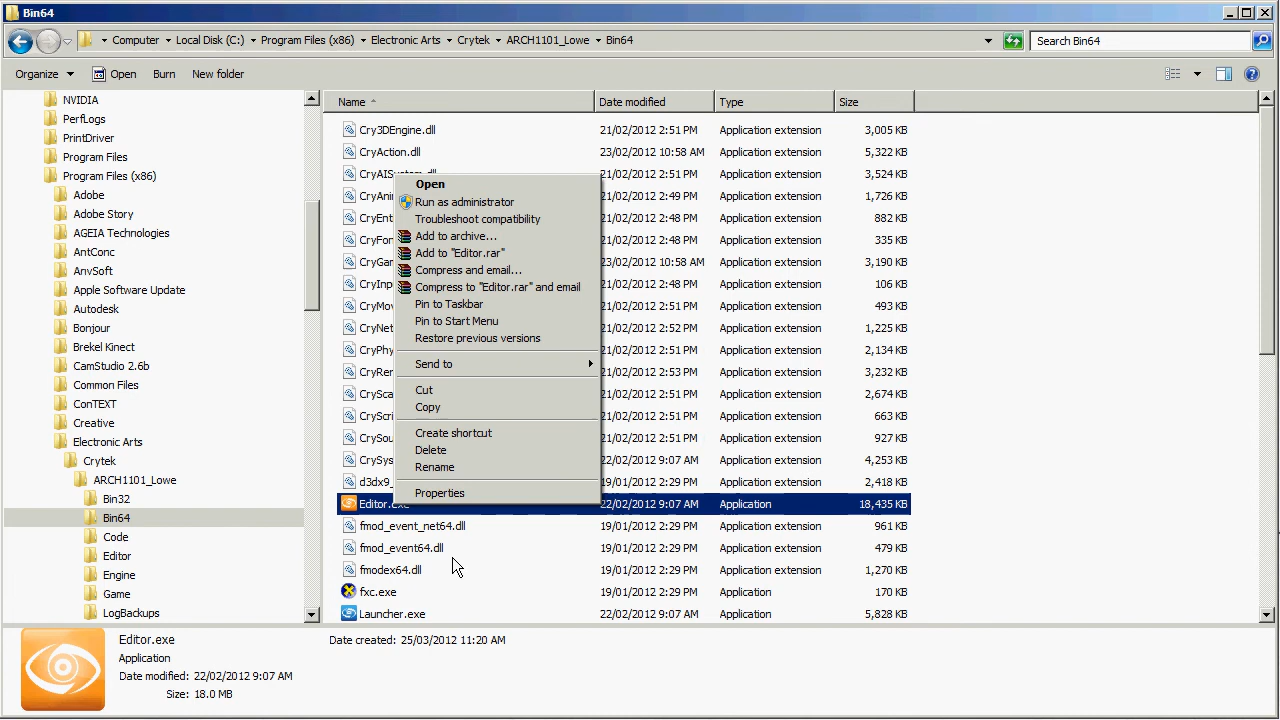 Bin64
Computer Local Disk (C:) Program Files (x86) Electronic Arts Crytek ARCH1101_Lowe Bin64
Search Bin64
Organize Open Burn New folder
NVIDIA
PerfLogs
PrintDriver
Program Files
Program Files (x86)
Adobe
Adobe Story
AGEIA Technologies
AntConc
AnvSoft
Apple Software Update
Autodesk
Bonjour
Brekel Kinect
CamStudio 2.6b
Common Files
ConTEXT
Creative
Electronic Arts
Crytek
ARCH1101_Lowe
Bin32
Bin64
Code
Editor
Engine
Game
LogBackups
Name Date modified Type Size
Cry3DEngine.dll 21/02/2012 2:51 PM Application extension 3,005 KB
CryAction.dll 23/02/2012 10:58 AM Application extension 5,322 KB
CryAISystem.dll 21/02/2012 2:51 PM Application extension 3,524 KB
CryAni 21/02/2012 2:49 PM Application extension 1,726 KB
CryEnt 21/02/2012 2:48 PM Application extension 882 KB
CryFon 21/02/2012 2:48 PM Application extension 335 KB
CryGam 23/02/2012 10:58 AM Application extension 3,190 KB
CryInp 21/02/2012 2:48 PM Application extension 106 KB
CryMov 21/02/2012 2:51 PM Application extension 493 KB
CryNet 21/02/2012 2:52 PM Application extension 1,225 KB
CryPhy 21/02/2012 2:51 PM Application extension 2,134 KB
CryRen 21/02/2012 2:53 PM Application extension 3,232 KB
CrySca 21/02/2012 2:51 PM Application extension 2,674 KB
CryScri 21/02/2012 2:51 PM Application extension 663 KB
CrySou 21/02/2012 2:51 PM Application extension 927 KB
CrySys 22/02/2012 9:07 AM Application extension 4,253 KB
d3dx9_ 19/01/2012 2:29 PM Application extension 2,418 KB
Editor.exe 22/02/2012 9:07 AM Application 18,435 KB
fmod_event_net64.dll 19/01/2012 2:29 PM Application extension 961 KB
fmod_event64.dll 19/01/2012 2:29 PM Application extension 479 KB
fmodex64.dll 19/01/2012 2:29 PM Application extension 1,270 KB
fxc.exe 19/01/2012 2:29 PM Application 170 KB
Launcher.exe 22/02/2012 9:07 AM Application 5,828 KB
Open
Run as administrator
Troubleshoot compatibility
Add to archive...
Add to "Editor.rar"
Compress and email...
Compress to "Editor.rar" and email
Pin to Taskbar
Pin to Start Menu
Restore previous versions
Send to
Cut
Copy
Create shortcut
Delete
Rename
Properties
Editor.exe Date created: 25/03/2012 11:20 AM
Application
Date modified: 22/02/2012 9:07 AM
Size: 18.0 MB